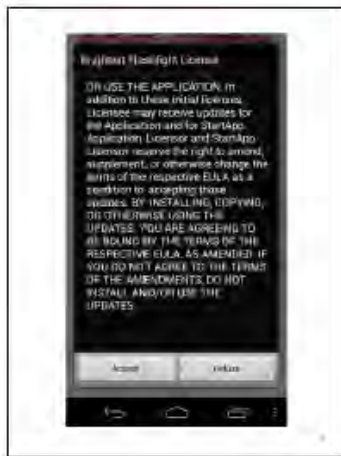 Brightest Flashlight License
OR USE THE APPLICATION. In
addition to these initial licenses,
Licensee may receive updates for
the Application and for StartApp.
Application Licensor and StartApp
Licensor reserve the right to amend,
supplement, or otherwise change the
terms of the respective EULA as a
condition to accepting those
updates. BY INSTALLING, COPYING,
OR OTHERWISE USING THE
UPDATES, YOU ARE AGREEING TO
BE BOUND BY THE TERMS OF THE
RESPECTIVE EULA, AS AMENDED. IF
YOU DO NOT AGREE TO THE TERMS
OF THE AMENDMENTS, DO NOT
INSTALL AND/OR USE THE
UPDATES.
Accept Refuse